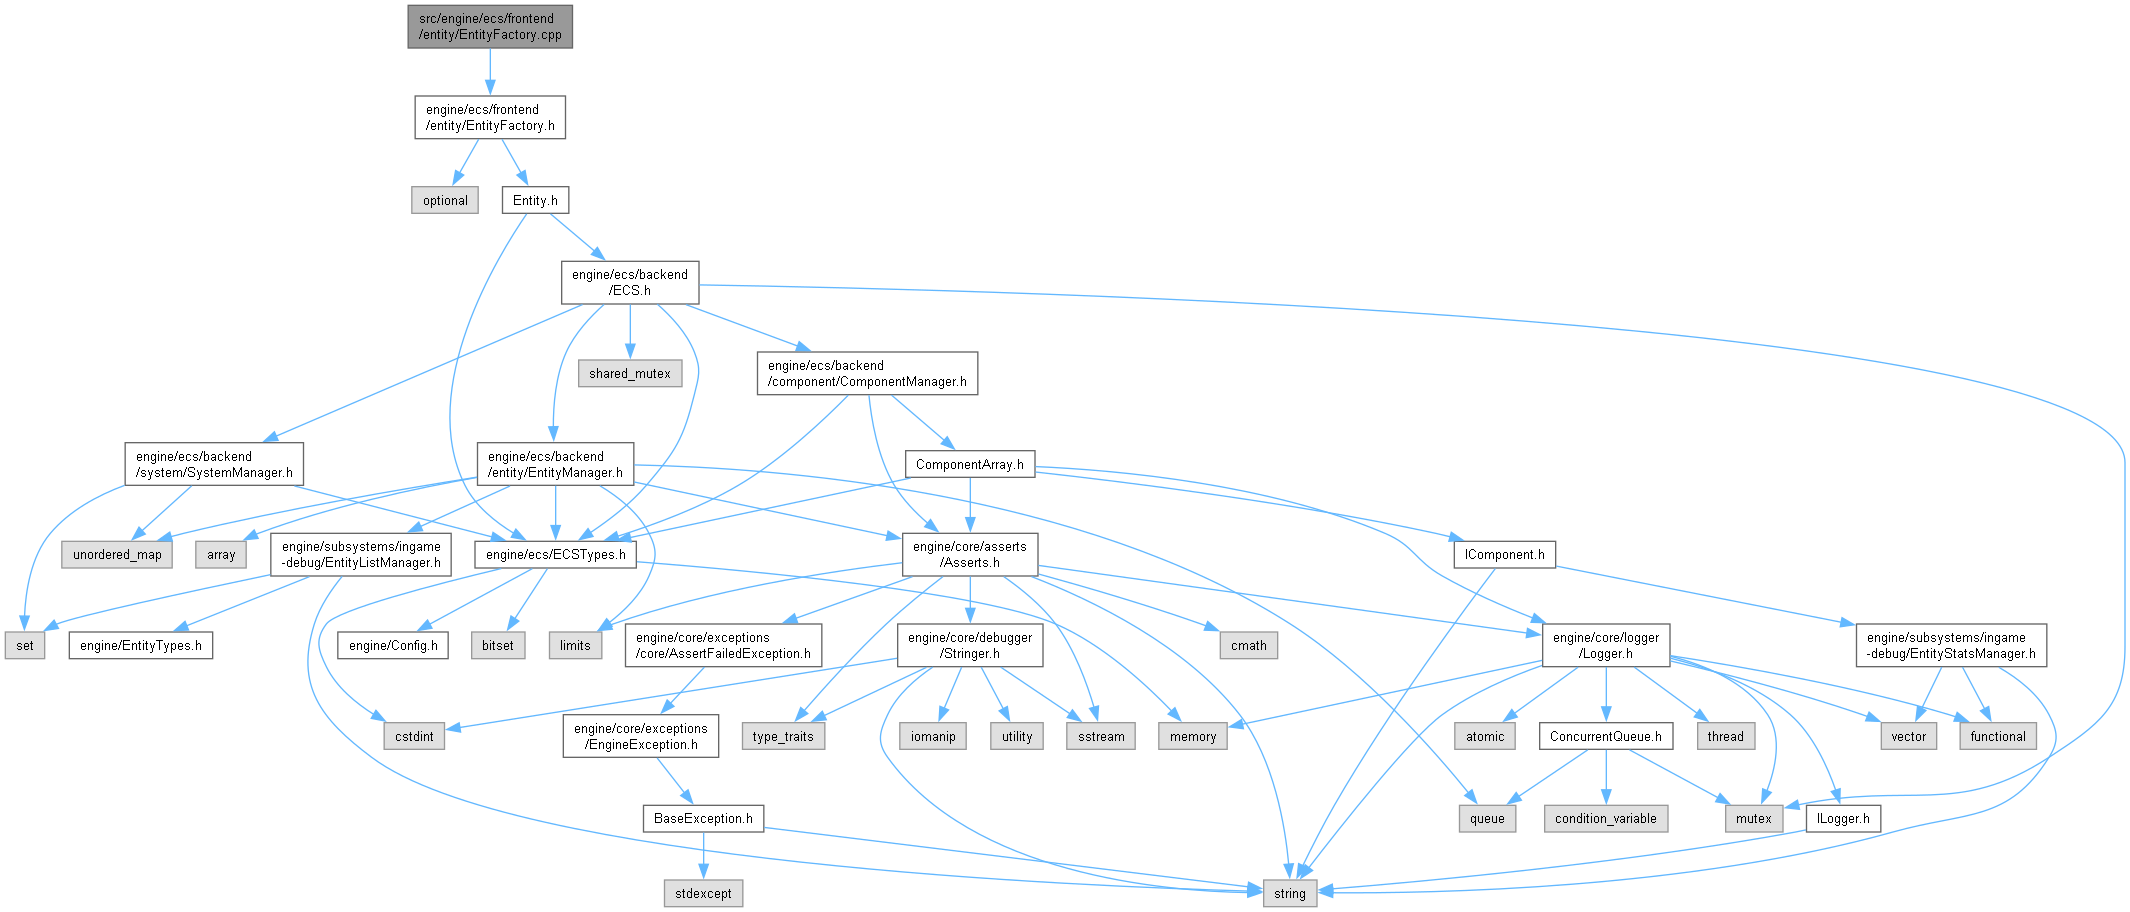 src/engine/ecs/frontend
/entity/EntityFactory.cpp
engine/ecs/frontend
/entity/EntityFactory.h
optional
Entity.h
engine/ecs/backend
/ECS.h
shared_mutex
engine/ecs/backend
/component/ComponentManager.h
engine/ecs/backend
/system/SystemManager.h
engine/ecs/backend
/entity/EntityManager.h
ComponentArray.h
unordered_map
array
engine/subsystems/ingame
-debug/EntityListManager.h
engine/ecs/ECSTypes.h
engine/core/asserts
/Asserts.h
IComponent.h
set
engine/EntityTypes.h
engine/Config.h
bitset
limits
engine/core/exceptions
/core/AssertFailedException.h
engine/core/debugger
/Stringer.h
cmath
engine/core/logger
/Logger.h
engine/subsystems/ingame
-debug/EntityStatsManager.h
cstdint
engine/core/exceptions
/EngineException.h
type_traits
iomanip
utility
sstream
memory
atomic
ConcurrentQueue.h
thread
vector
functional
BaseException.h
queue
condition_variable
mutex
ILogger.h
stdexcept
string